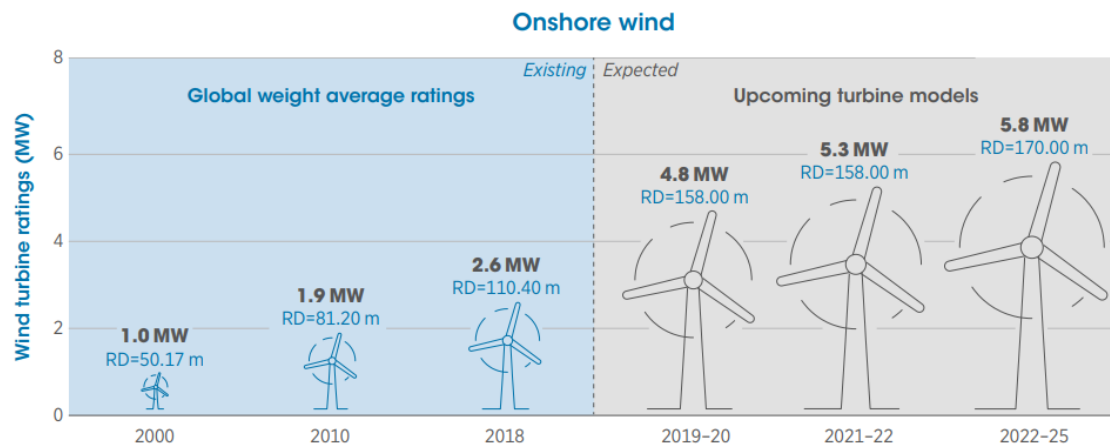 Onshore wind
Wind turbine ratings (MW)
8
6
4
2
0
Existing
Expected
Global weight average ratings
Upcoming turbine models
1.0 MW
RD=50.17 m
1.9 MW
RD=81.20 m
2.6 MW
RD=110.40 m
4.8 MW
RD=158.00 m
5.3 MW
RD=158.00 m
5.8 MW
RD=170.00 m
2000
2010
2018
2019–20
2021–22
2022–25